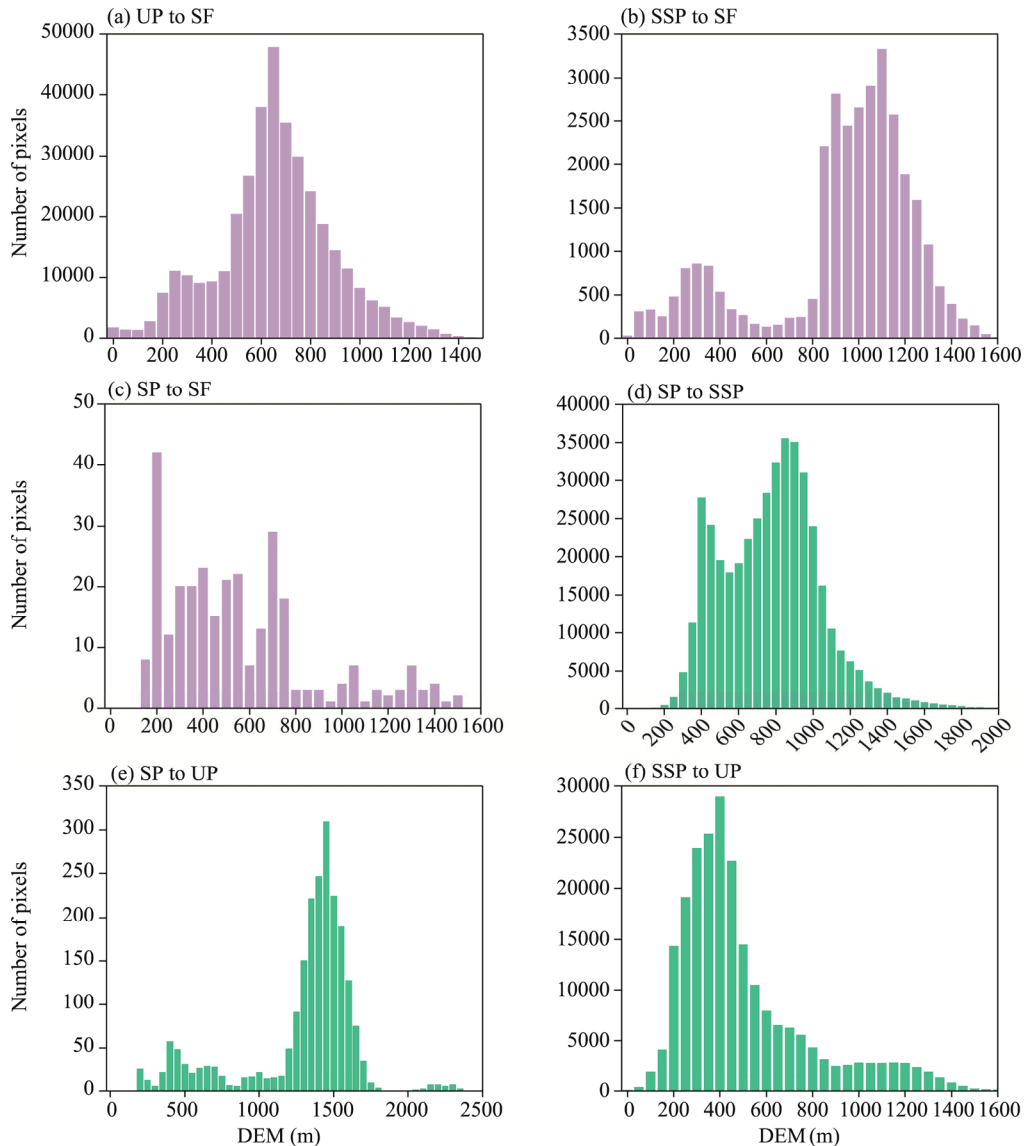 (a) UP to SF
50000
40000
30000
20000
10000
0
Number of pixels
0 200 400 600 800 1000 1200 1400
(b) SSP to SF
3500
3000
2500
2000
1500
1000
500
0
0 200 400 600 800 1000 1200 1400 1600
(c) SP to SF
50
40
30
20
10
0
Number of pixels
0 200 400 600 800 1000 1200 1400 1600
(d) SP to SSP
40000
35000
30000
25000
20000
15000
10000
5000
0
0 200 400 600 800 1000 1200 1400 1600 1800 2000
(e) SP to UP
350
300
250
200
150
100
50
0
Number of pixels
0 500 1000 1500 2000 2500
DEM (m)
(f) SSP to UP
30000
25000
20000
15000
10000
5000
0
0 200 400 600 800 1000 1200 1400 1600
DEM (m)